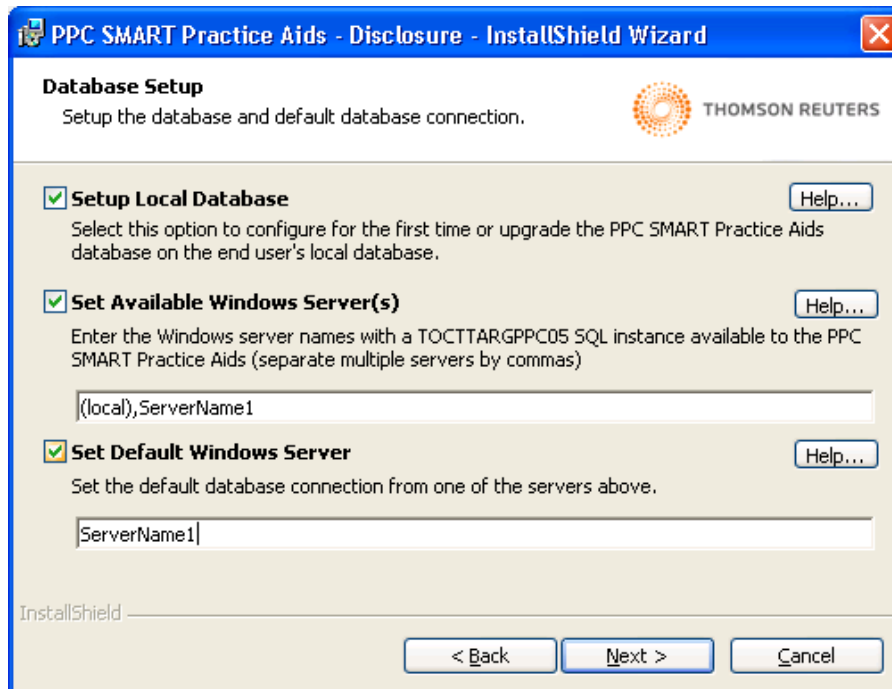 PPC SMART Practice Aids - Disclosure - InstallShield Wizard
Database Setup
Setup the database and default database connection.
THOMSON REUTERS
Setup Local Database
Help...
Select this option to configure for the first time or upgrade the PPC SMART Practice Aids
database on the end user's local database.
Set Available Windows Server(s)
Help...
Enter the Windows server names with a TOCTTARGPPC05 SQL instance available to the PPC
SMART Practice Aids (separate multiple servers by commas)
(local),ServerName1
Set Default Windows Server
Help...
Set the default database connection from one of the servers above.
ServerName1
InstallShield
< Back
Next >
Cancel